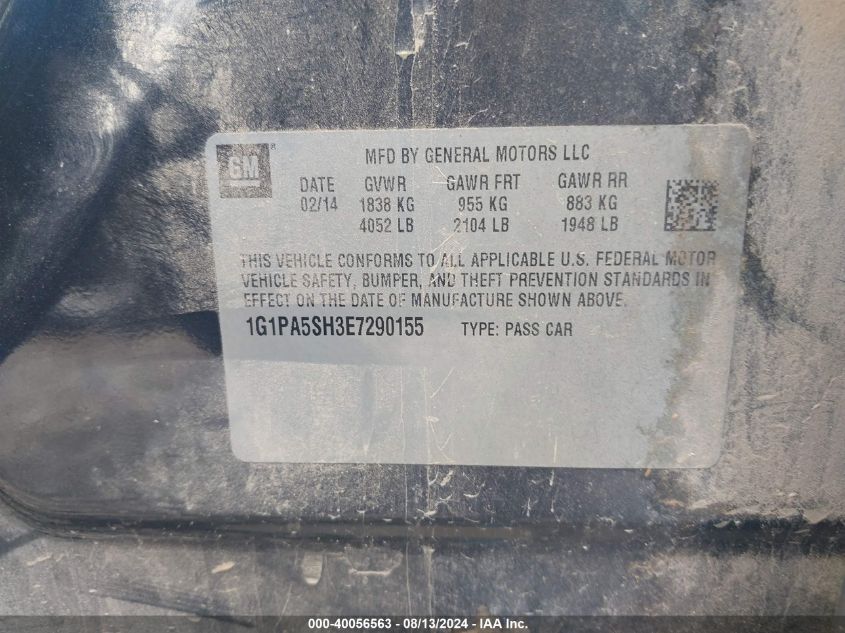 GM®
MFD BY GENERAL MOTORS LLC
DATE GVWR GAWR FRT GAWR RR
02/14 1838 KG 955 KG 883 KG
4052 LB 2104 LB 1948 LB
THIS VEHICLE CONFORMS TO ALL APPLICABLE U.S. FEDERAL MOTOR
VEHICLE SAFETY, BUMPER, AND THEFT PREVENTION STANDARDS IN
EFFECT ON THE DATE OF MANUFACTURE SHOWN ABOVE.
1G1PA5SH3E7290155 TYPE: PASS CAR
000-40056563 - 08/13/2024 - IAA Inc.